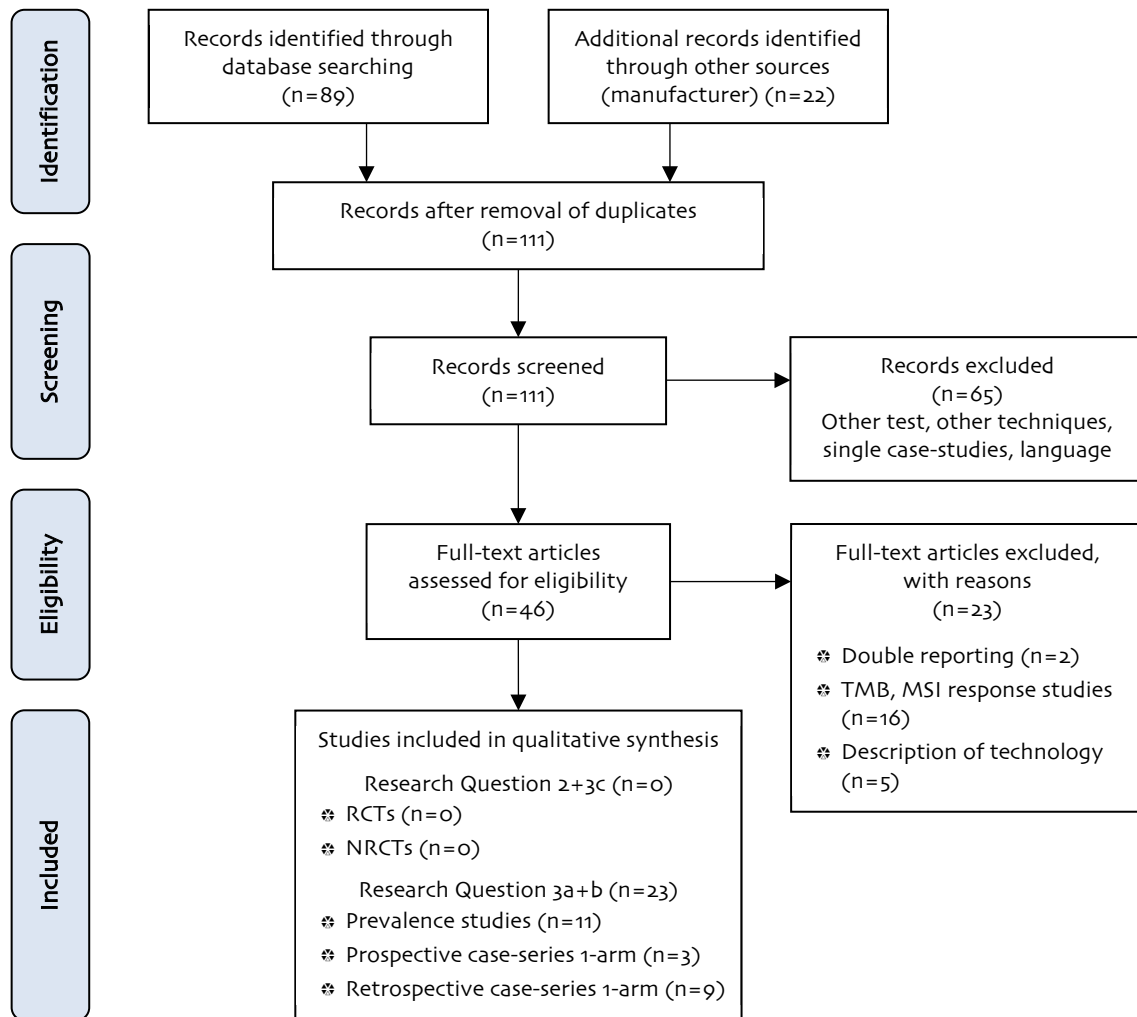 Identification
Records identified through
database searching
(n=89)
Additional records identified
through other sources
(manufacturer) (n=22)
Records after removal of duplicates
(n=111)
Screening
Records screened
(n=111)
Records excluded
(n=65)
Other test, other techniques,
single case-studies, language
Eligibility
Full-text articles
assessed for eligibility
(n=46)
Full-text articles excluded,
with reasons
(n=23)
Double reporting (n=2)
TMB, MSI response studies
(n=16)
Description of technology
(n=5)
Included
Studies included in qualitative synthesis
Research Question 2+3c (n=0)
RCTs (n=0)
NRCTs (n=0)
Research Question 3a+b (n=23)
Prevalence studies (n=11)
Prospective case-series 1-arm (n=3)
Retrospective case-series 1-arm (n=9)